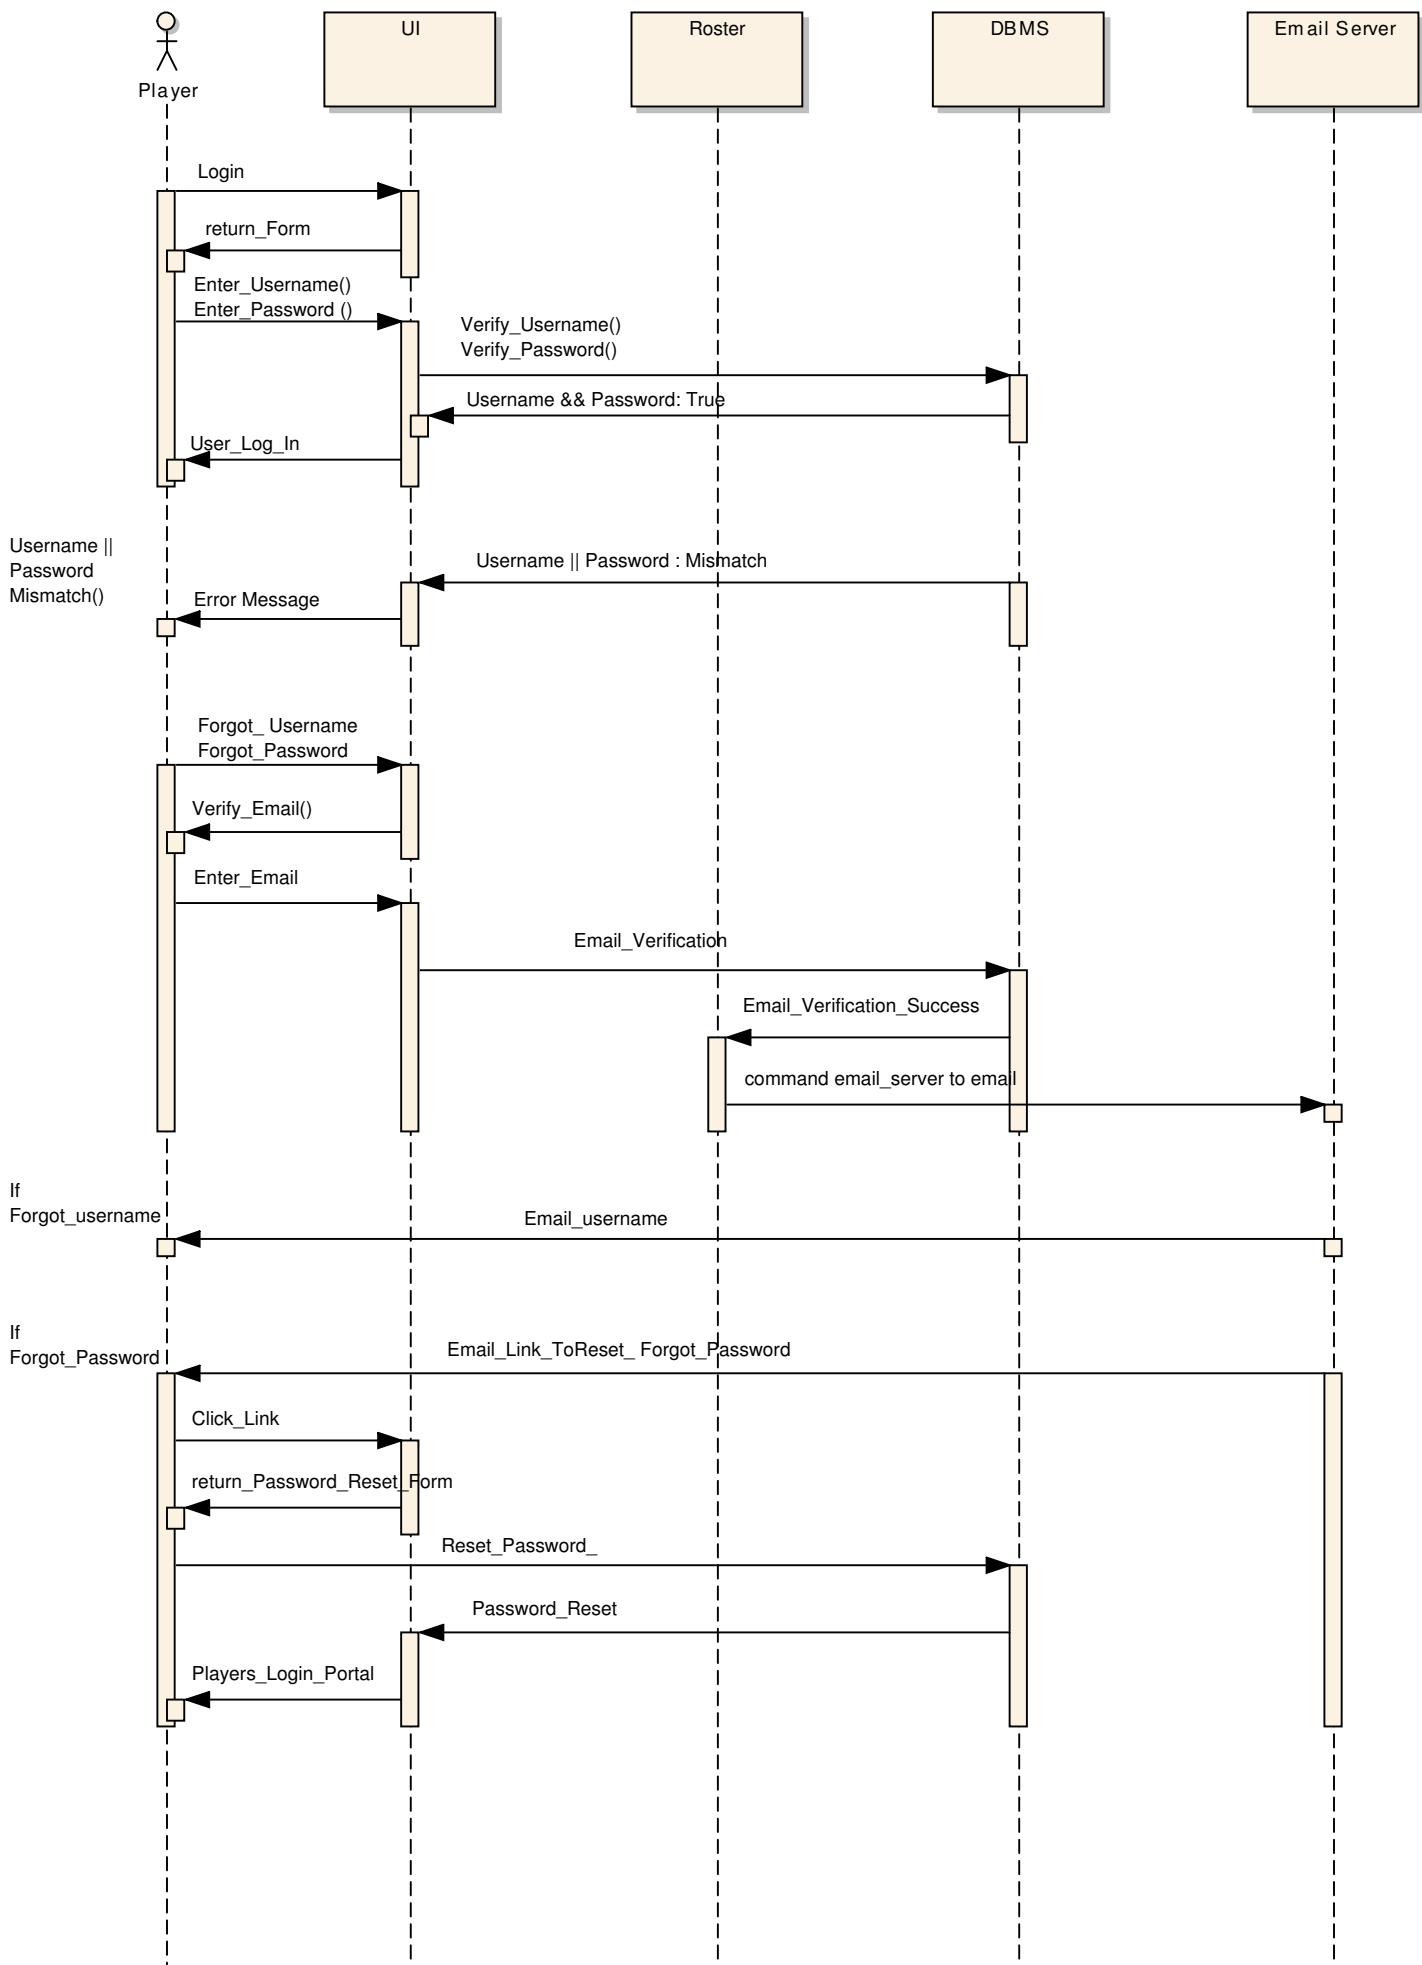 UI
Roster
DBMS
Email Server
Player
Login
return_Form
Enter_Username()
Enter_Password ()
Verify_Username()
Verify_Password()
Username && Password: True
User_Log_In
Username ||
Password
Mismatch()
Username || Password : Mismatch
Error Message
Forgot_ Username
Forgot_Password
Verify_Email()
Enter_Email
Email_Verification
Email_Verification_Success
command email_server to email
If
Forgot_username
Email_username
If
Forgot_Password
Email_Link_ToReset_ Forgot_Password
Click_Link
return_Password_Reset_Form
Reset_Password_
Password_Reset
Players_Login_Portal